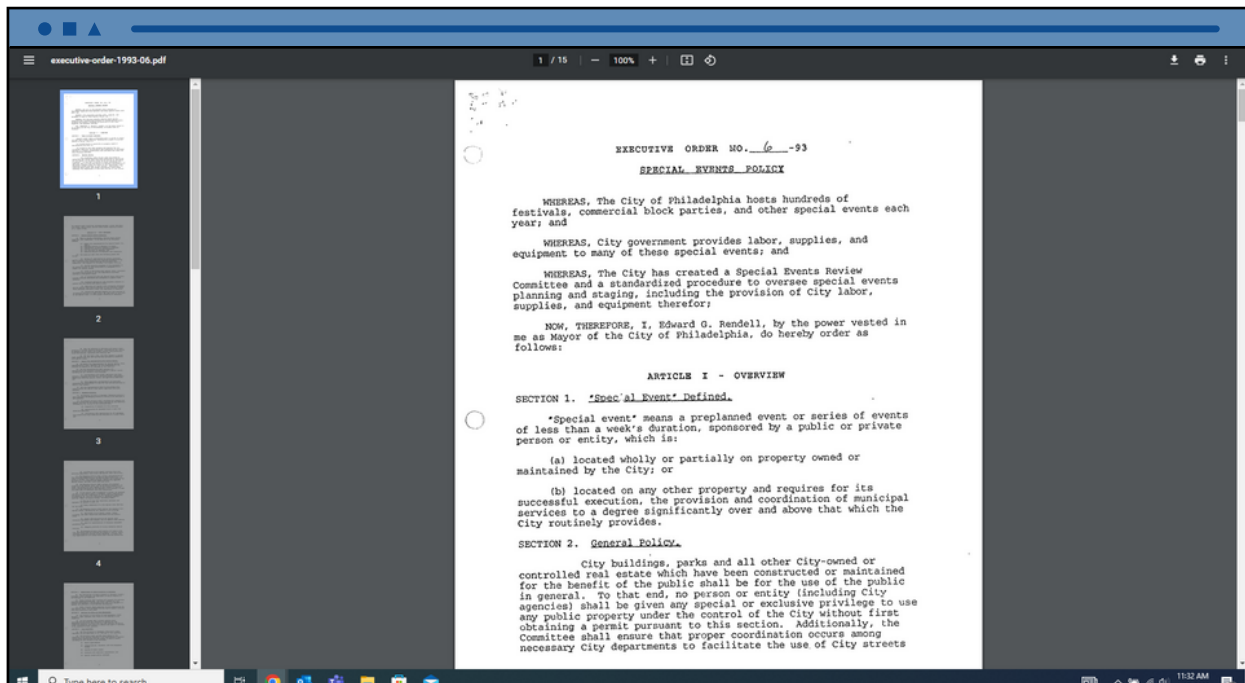 executive-order-1993-06.pdf
1 / 15
100%
EXECUTIVE ORDER NO. 6 -93
SPECIAL EVENTS POLICY
WHEREAS, The City of Philadelphia hosts hundreds of
festivals, commercial block parties, and other special events each
year; and
WHEREAS, City government provides labor, supplies, and
equipment to many of these special events; and
WHEREAS, The City has created a Special Events Review
Committee and a standardized procedure to oversee special events
planning and staging, including the provision of City labor,
supplies, and equipment therefor;
NOW, THEREFORE, I, Edward G. Rendell, by the power vested in
me as Mayor of the City of Philadelphia, do hereby order as
follows:
ARTICLE I - OVERVIEW
SECTION 1. "Special Event" Defined.
"Special event" means a preplanned event or series of events
of less than a week's duration, sponsored by a public or private
person or entity, which is:
(a) located wholly or partially on property owned or
maintained by the City; or
(b) located on any other property and requires for its
successful execution, the provision and coordination of municipal
services to a degree significantly over and above that which the
City routinely provides.
SECTION 2. General Policy.
City buildings, parks and all other City-owned or
controlled real estate which have been constructed or maintained
for the benefit of the public shall be for the use of the public
in general. To that end, no person or entity (including City
agencies) shall be given any special or exclusive privilege to use
any public property under the control of the City without first
obtaining a permit pursuant to this section. Additionally, the
Committee shall ensure that proper coordination occurs among
necessary City departments to facilitate the use of City streets
1
2
3
4
Type here to search
11:32 AM